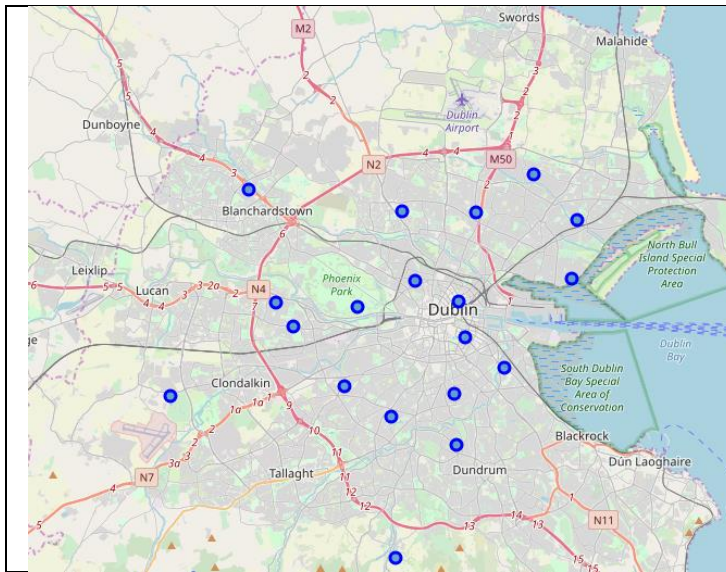 Swords
M2
Malahide
Dunboyne
Dublin
Airport
N2
M50
Blanchardstown
North Bull
Island Special
Protection
Area
Leixlip
Lucan
N4
Phoenix
Park
Dublin
Dublin
Bay
South Dublin
Bay Special
Area of
Conservation
Clondalkin
Blackrock
Dún Laoghaire
Tallaght
Dundrum
N7
N11